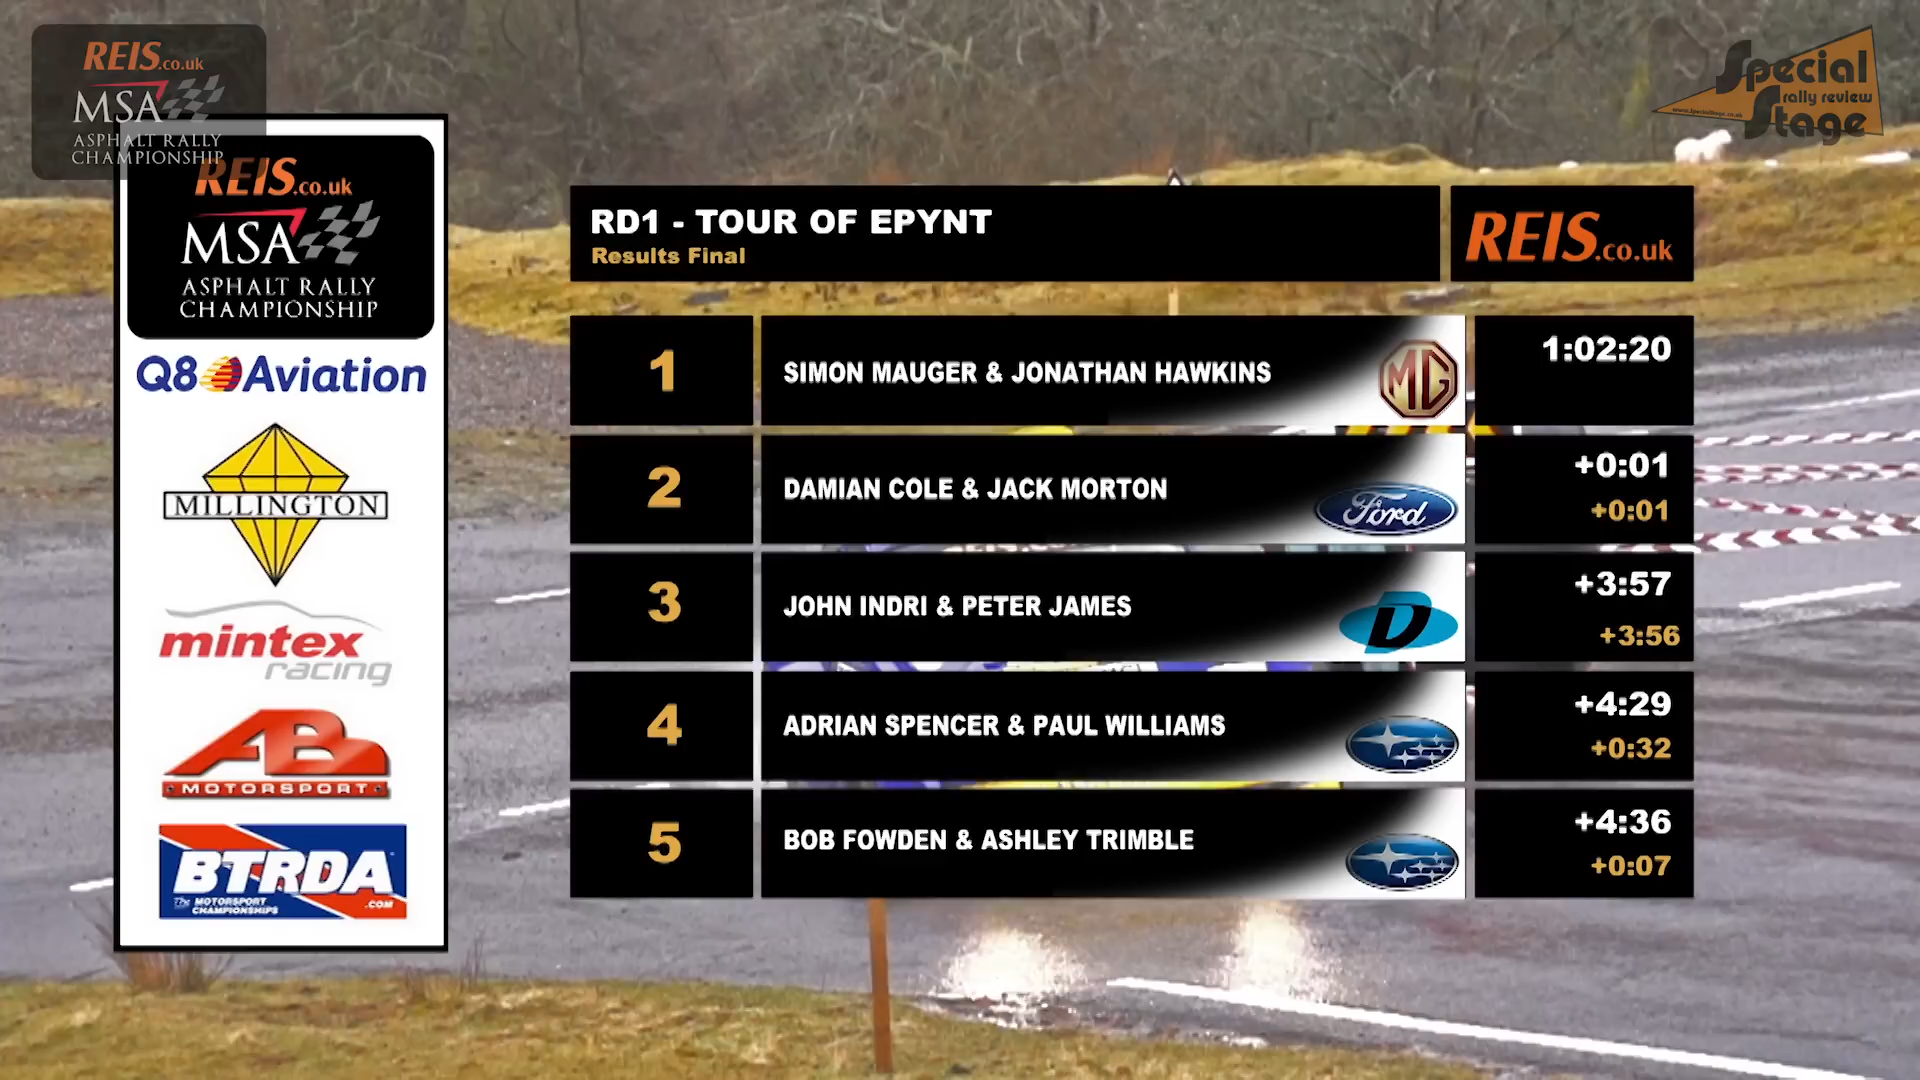 REIS.co.uk
MSA
ASPHALT RALLY
CHAMPIONSHIP
Special
rally review
Stage
REIS.co.uk
MSA
ASPHALT RALLY
CHAMPIONSHIP
Q8 Aviation
MILLINGTON
mintex
racing
AB
MOTORSPORT
BTRDA
The MOTORSPORT
CHAMPIONSHIPS
.COM
RD1 - TOUR OF EPYNT
Results Final
REIS.co.uk
1 SIMON MAUGER & JONATHAN HAWKINS MG 1:02:20
2 DAMIAN COLE & JACK MORTON Ford +0:01
+0:01
3 JOHN INDRI & PETER JAMES D +3:57
+3:56
4 ADRIAN SPENCER & PAUL WILLIAMS +4:29
+0:32
5 BOB FOWDEN & ASHLEY TRIMBLE +4:36
+0:07